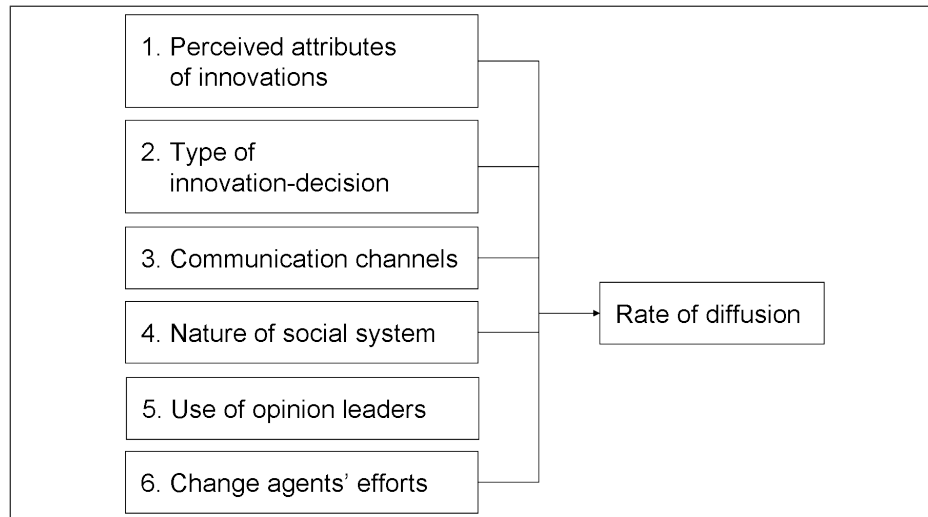 1. Perceived attributes
of innovations
2. Type of
innovation-decision
3. Communication channels
4. Nature of social system
Rate of diffusion
5. Use of opinion leaders
6. Change agents’ efforts